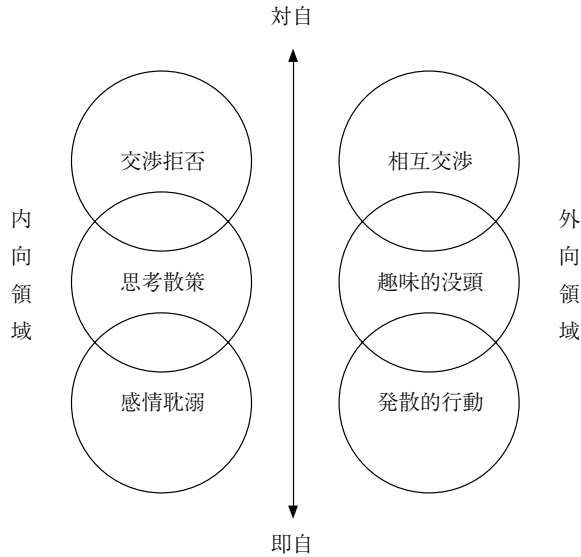 対自
交渉拒否
相互交渉
内向領域
外向領域
思考散策
趣味的没頭
感情耽溺
発散的行動
即自